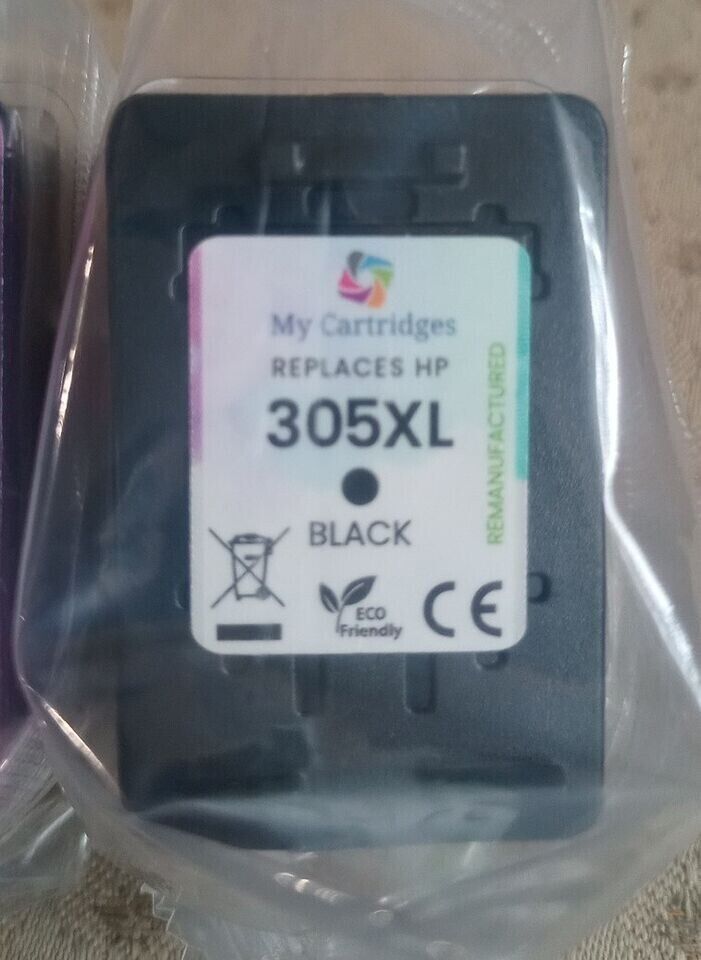 My Cartridges
REPLACES HP
305XL
BLACK
REMANUFACTURED
ECO
Friendly
CE